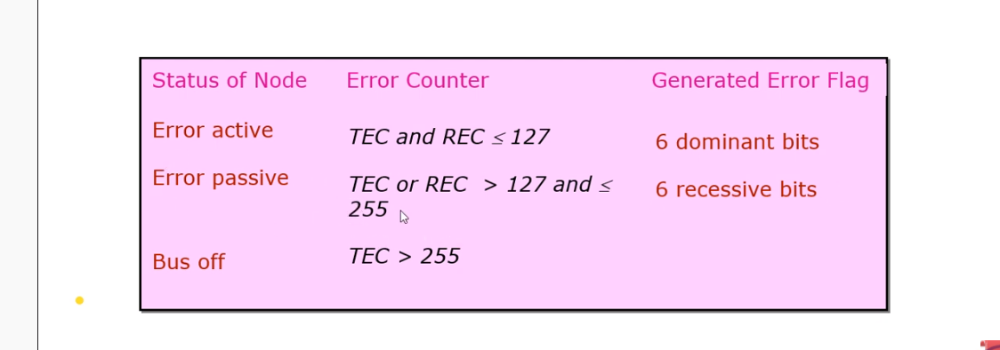 Status of Node Error Counter Generated Error Flag
Error active TEC and REC ≤ 127 6 dominant bits
Error passive TEC or REC > 127 and ≤ 6 recessive bits
255
Bus off TEC > 255